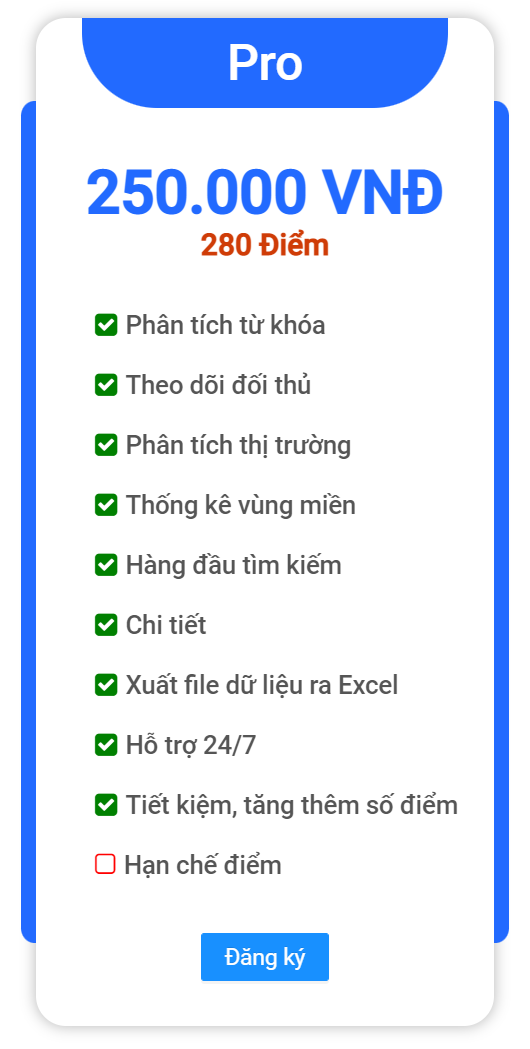 Pro
250.000 VNĐ
280 Điểm
Phân tích từ khóa
Theo dõi đối thủ
Phân tích thị trường
Thống kê vùng miền
Hàng đầu tìm kiếm
Chi tiết
Xuất file dữ liệu ra Excel
Hỗ trợ 24/7
Tiết kiệm, tăng thêm số điểm
Hạn chế điểm
Đăng ký